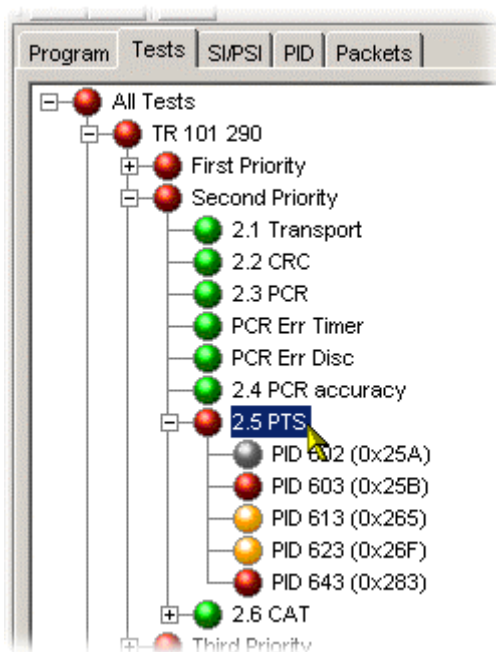 Program Tests SI/PSI PID Packets
All Tests
TR 101 290
First Priority
Second Priority
2.1 Transport
2.2 CRC
2.3 PCR
PCR Err Timer
PCR Err Disc
2.4 PCR accuracy
2.5 PTS
PID 602 (0x25A)
PID 603 (0x25B)
PID 613 (0x265)
PID 623 (0x26F)
PID 643 (0x283)
2.6 CAT
Third Priority